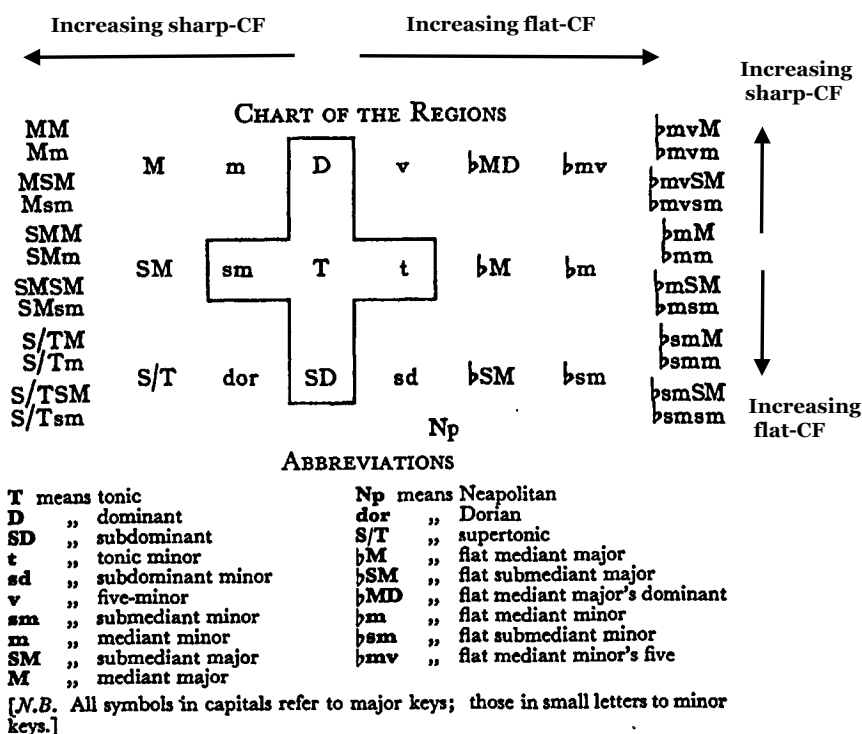 Increasing sharp-CF Increasing flat-CF
Increasing
sharp-CF
CHART OF THE REGIONS
MM ♭mvM
Mm ♭mvm
M m D v ♭MD ♭mv
MSM ♭mvSM
Msm ♭mvsm
SMM ♭mM
SMm ♭mm
SM sm T t ♭M ♭m
SMSM ♭mSM
SMsm ♭msm
S/TM ♭smM
S/Tm ♭smm
S/T dor SD sd ♭SM ♭sm
S/TSM ♭smSM
S/Tsm ♭smsm
Increasing
flat-CF
Np
ABBREVIATIONS
T means tonic Np means Neapolitan
D „ dominant dor „ Dorian
SD „ subdominant S/T „ supertonic
t „ tonic minor ♭M „ flat mediant major
sd „ subdominant minor ♭SM „ flat submediant major
v „ five-minor ♭MD „ flat mediant major's dominant
sm „ submediant minor ♭m „ flat mediant minor
m „ mediant minor ♭sm „ flat submediant minor
SM „ submediant major ♭mv „ flat mediant minor's five
M „ mediant major
[N.B. All symbols in capitals refer to major keys; those in small letters to minor
keys.]